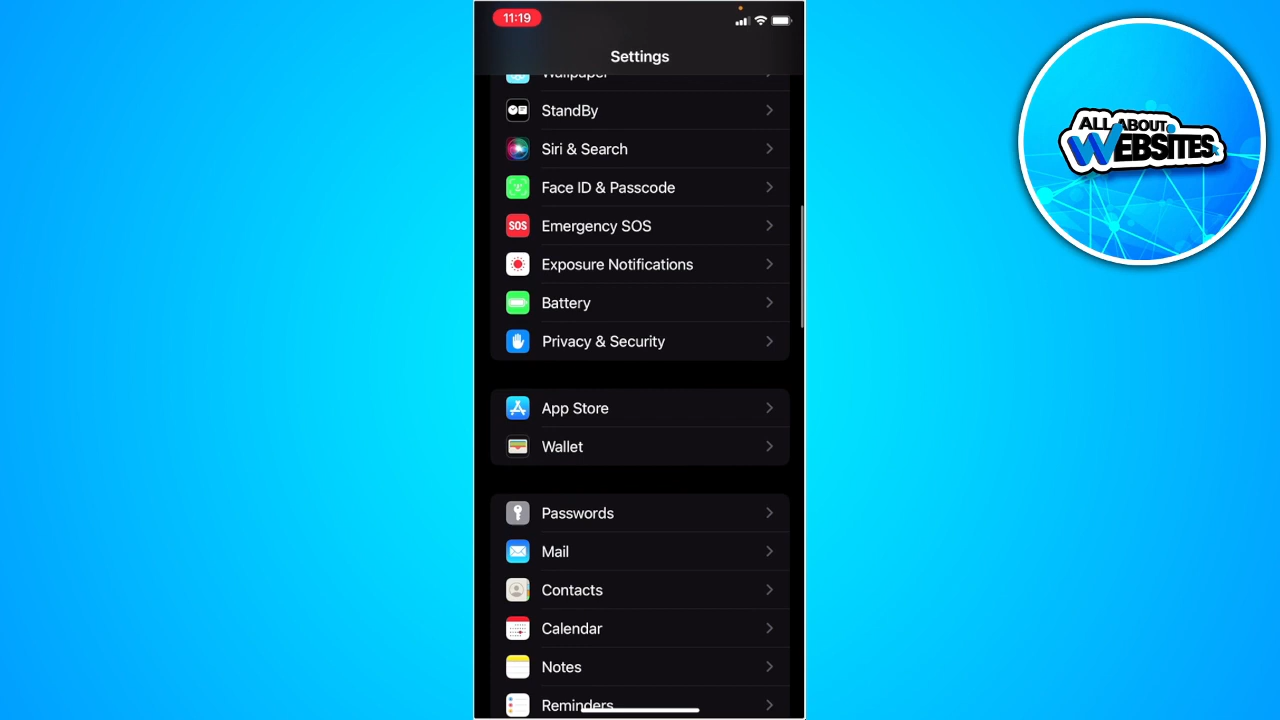 11:19
Settings
Wallpaper
StandBy
Siri & Search
Face ID & Passcode
SOS
Emergency SOS
Exposure Notifications
Battery
Privacy & Security
App Store
Wallet
Passwords
Mail
Contacts
Calendar
Notes
Reminders
ALL ABOUT
WEBSITES